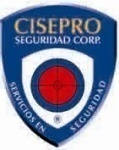 CISEPRO
SEGURIDAD CORP.
SERVICIOS EN
SEGURIDAD
®